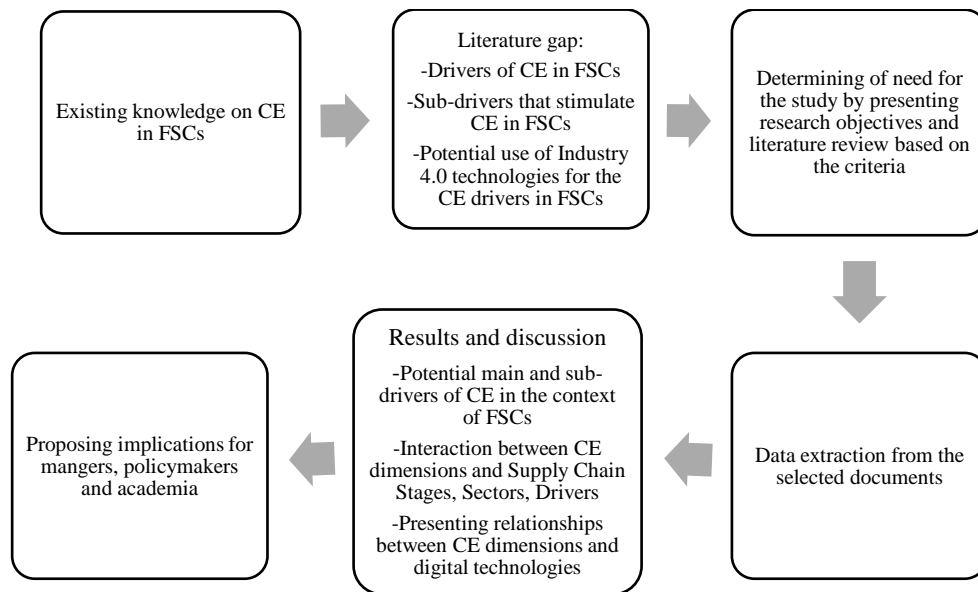 Existing knowledge on CE
in FSCs
Literature gap:
-Drivers of CE in FSCs
-Sub-drivers that stimulate
CE in FSCs
-Potential use of Industry
4.0 technologies for the
CE drivers in FSCs
Determining of need for
the study by presenting
research objectives and
literature review based on
the criteria
Data extraction from the
selected documents
Results and discussion
-Potential main and sub-
drivers of CE in the context
of FSCs
-Interaction between CE
dimensions and Supply Chain
Stages, Sectors, Drivers
-Presenting relationships
between CE dimensions and
digital technologies
Proposing implications for
mangers, policymakers
and academia